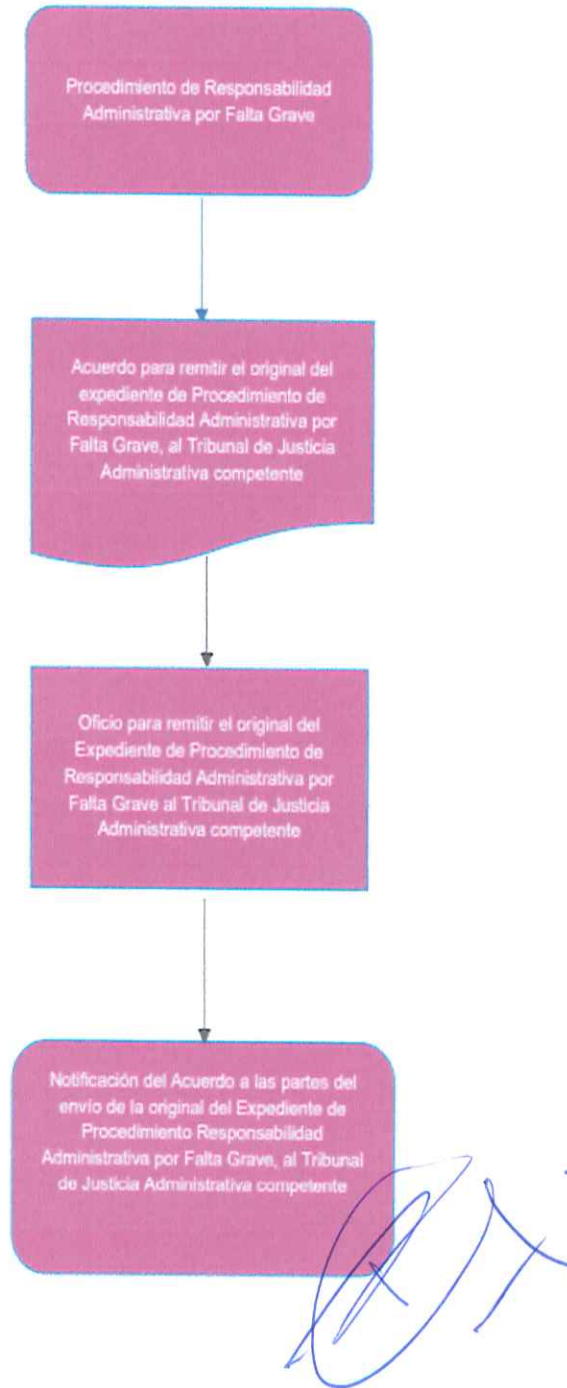 Procedimiento de Responsabilidad
Administrativa por Falta Grave
Acuerdo para remitir el original del
expediente de Procedimiento de
Responsabilidad Administrativa por
Falta Grave, al Tribunal de Justicia
Administrativa competente
Oficio para remitir el original del
Expediente de Procedimiento de
Responsabilidad Administrativa por
Falta Grave al Tribunal de Justicia
Administrativa competente
Notificación del Acuerdo a las partes del
envío de la original del Expediente de
Procedimiento Responsabilidad
Administrativa por Falta Grave, al Tribunal
de Justicia Administrativa competente